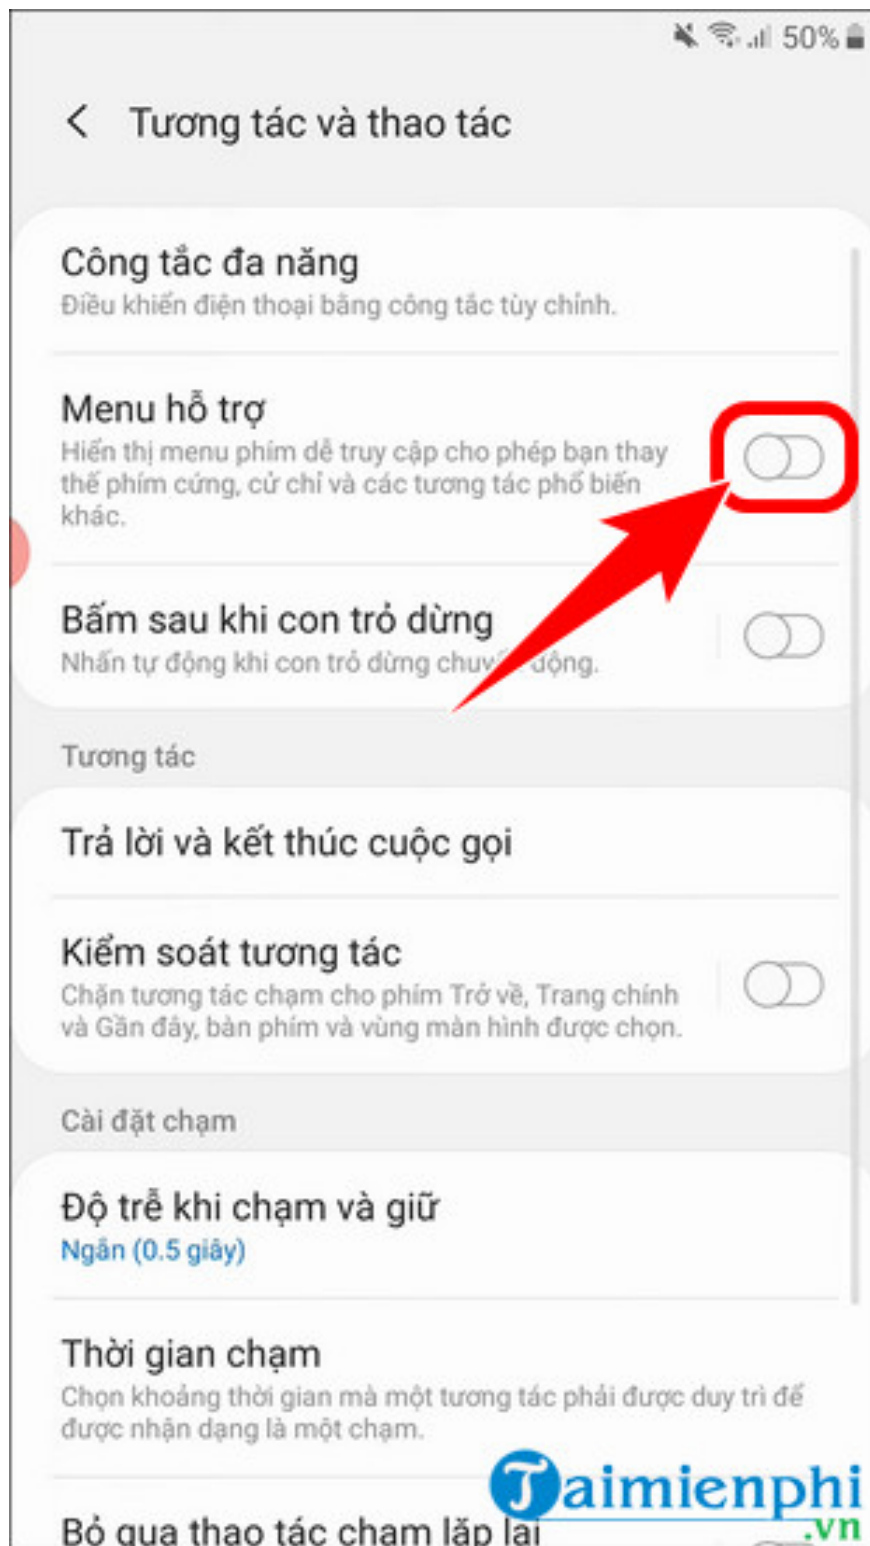 50%
Tương tác và thao tác
Công tắc đa năng
Điều khiển điện thoại bằng công tắc tùy chỉnh.
Menu hỗ trợ
Hiển thị menu phím dễ truy cập cho phép bạn thay
thế phím cứng, cử chỉ và các tương tác phổ biến
khác.
Bấm sau khi con trỏ dừng
Nhấn tự động khi con trỏ dừng động.
Tương tác
Trả lời và kết thúc cuộc gọi
Kiểm soát tương tác
Chặn tương tác chạm cho phím Trở về, Trang chính
và Gần đây, bàn phím và vùng màn hình được chọn.
Cài đặt chạm
Độ trễ khi chạm và giữ
Ngắn (0.5 giây)
Thời gian chạm
Chọn khoảng thời gian mà một tương tác phải được duy trì để
được nhận dạng là một chạm.
Bỏ qua thao tác chạm lặp lại
Taimienphi
.vn